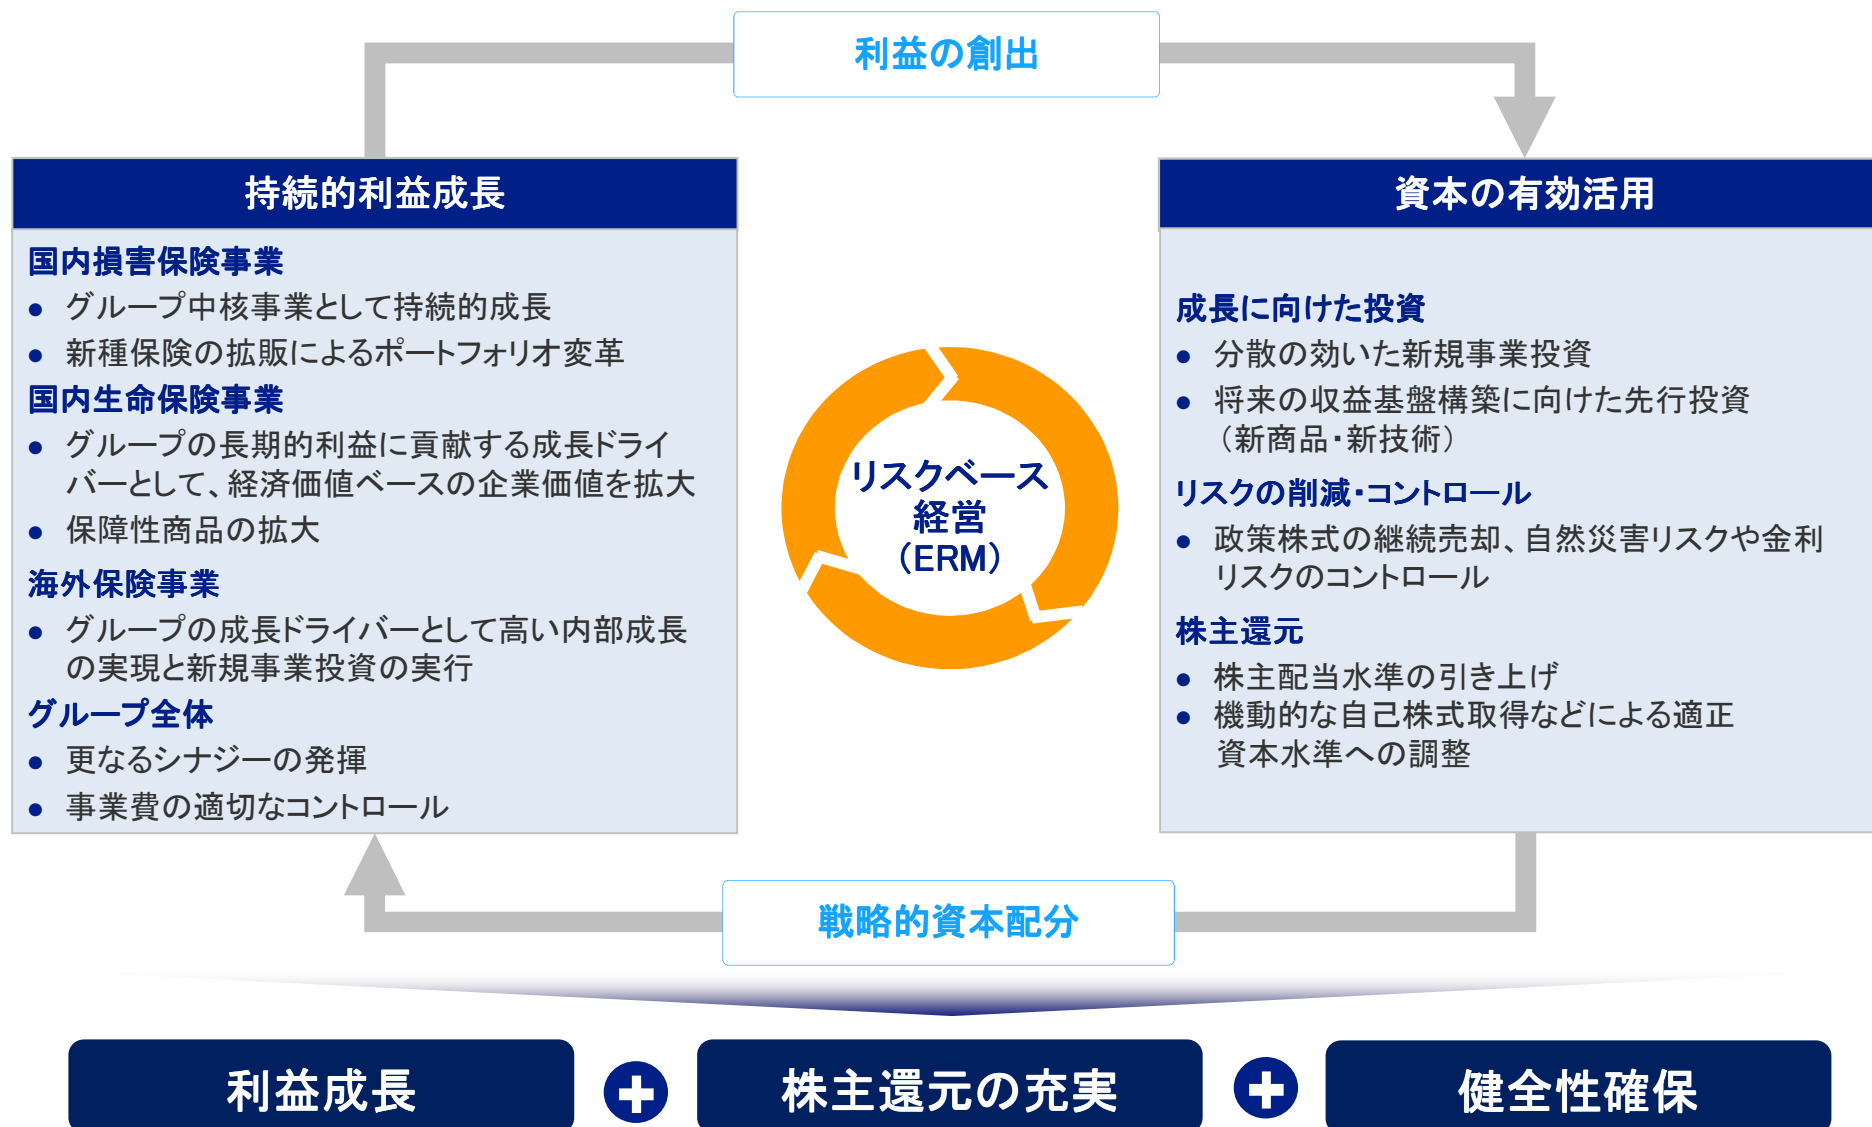 利益の創出
持続的利益成長
国内損害保険事業
● グループ中核事業として持続的成長
● 新種保険の拡販によるポートフォリオ変革
国内生命保険事業
● グループの長期的利益に貢献する成長ドライ
バーとして、経済価値ベースの企業価値を拡大
● 保障性商品の拡大
海外保険事業
● グループの成長ドライバーとして高い内部成長
の実現と新規事業投資の実行
グループ全体
● 更なるシナジーの発揮
● 事業費の適切なコントロール
リスクベース
経営
（ERM）
資本の有効活用
成長に向けた投資
● 分散の効いた新規事業投資
● 将来の収益基盤構築に向けた先行投資
（新商品・新技術）
リスクの削減・コントロール
● 政策株式の継続売却、自然災害リスクや金利
リスクのコントロール
株主還元
● 株主配当水準の引き上げ
● 機動的な自己株式取得などによる適正
資本水準への調整
戦略的資本配分
利益成長
+
株主還元の充実
+
健全性確保